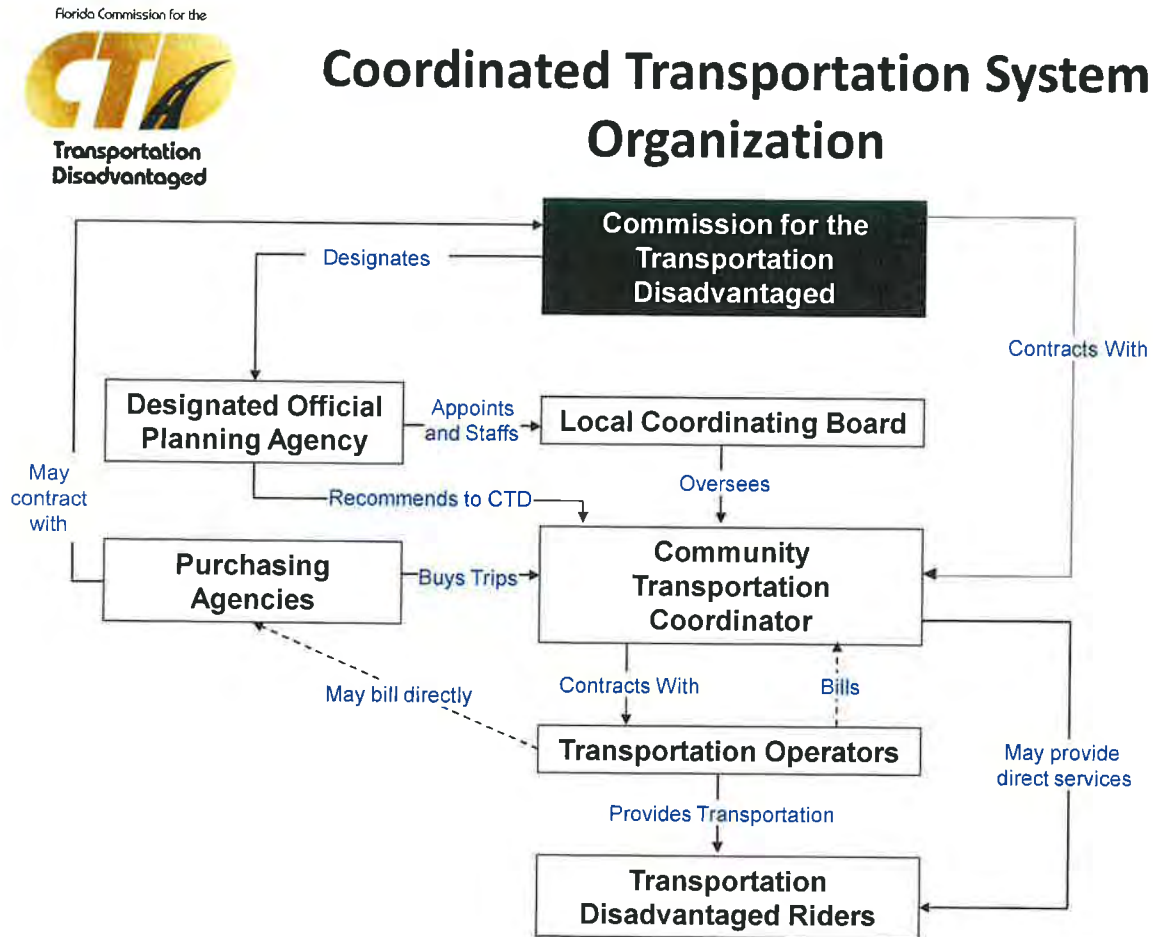 Florida Commission for the
CTD
Transportation
Disadvantaged
Coordinated Transportation System
Organization
Commission for the
Transportation
Disadvantaged
Designates
Contracts With
Designated Official
Planning Agency
Appoints
and Staffs
Local Coordinating Board
May
contract
with
Recommends to CTD
Oversees
Purchasing
Agencies
Buys Trips
Community
Transportation
Coordinator
May bill directly
Contracts With
Bills
Transportation Operators
May provide
direct services
Provides Transportation
Transportation
Disadvantaged Riders